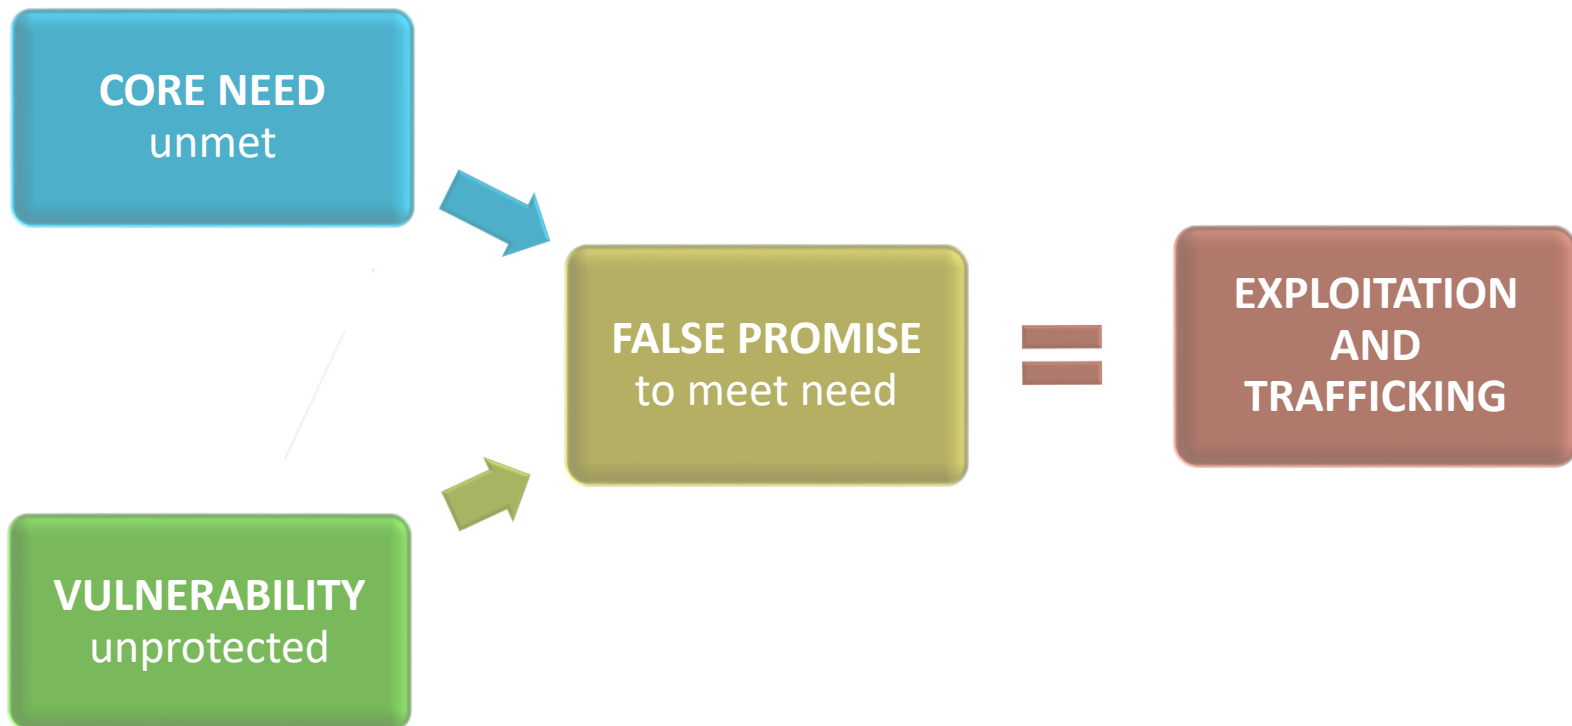 CORE NEED
unmet
VULNERABILITY
unprotected
FALSE PROMISE
to meet need
EXPLOITATION
AND
TRAFFICKING